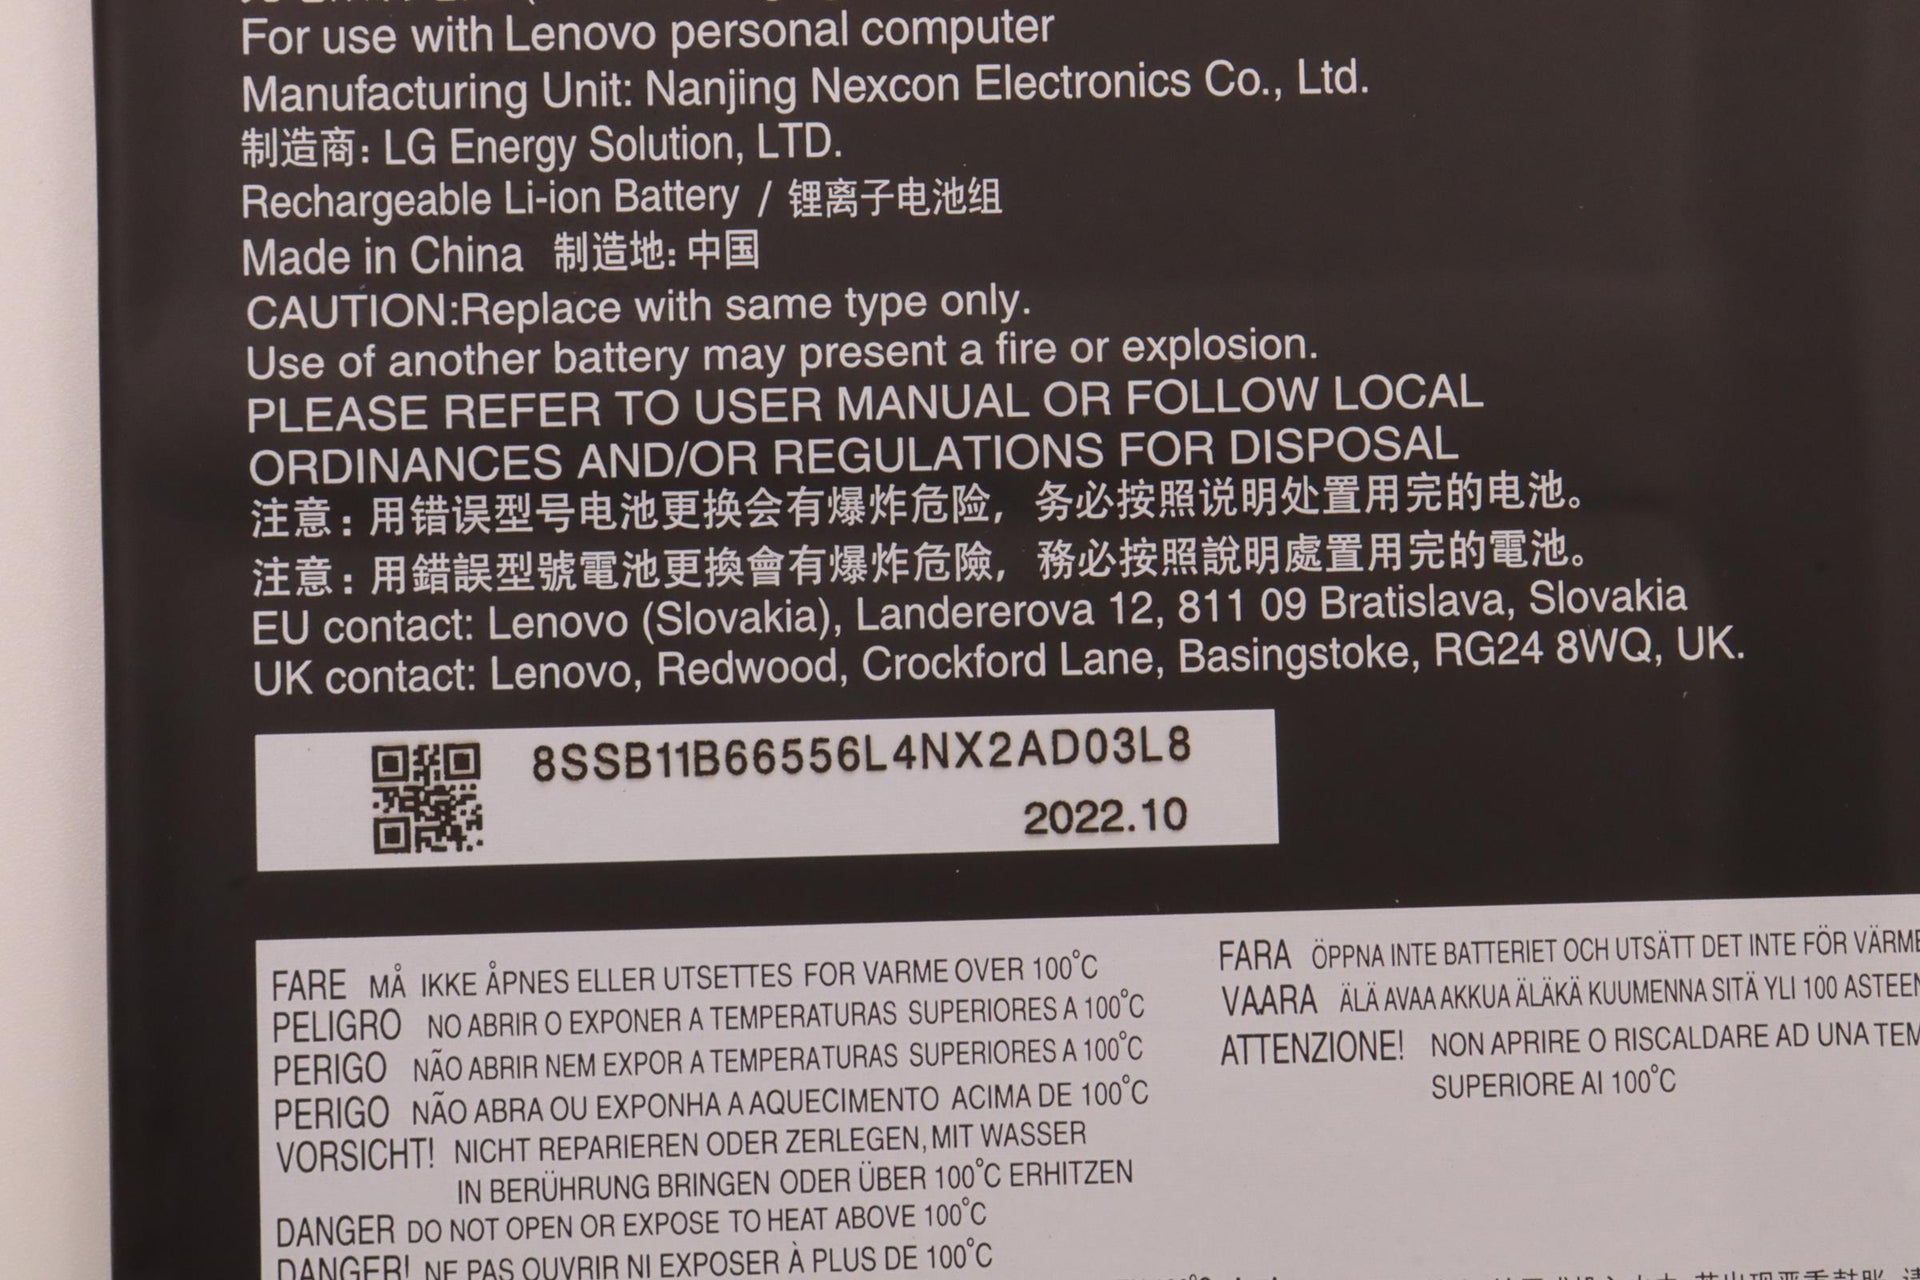 For use with Lenovo personal computer
Manufacturing Unit: Nanjing Nexcon Electronics Co., Ltd.
制造商: LG Energy Solution, LTD.
Rechargeable Li-ion Battery / 锂离子电池组
Made in China 制造地: 中国
CAUTION:Replace with same type only.
Use of another battery may present a fire or explosion.
PLEASE REFER TO USER MANUAL OR FOLLOW LOCAL
ORDINANCES AND/OR REGULATIONS FOR DISPOSAL
注意：用错误型号电池更换会有爆炸危险，务必按照说明处置用完的电池。
注意：用錯誤型號電池更換會有爆炸危險，務必按照說明處置用完的電池。
EU contact: Lenovo (Slovakia), Landererova 12, 811 09 Bratislava, Slovakia
UK contact: Lenovo, Redwood, Crockford Lane, Basingstoke, RG24 8WQ, UK.
8SSB11B66556L4NX2AD03L8
2022.10
FARE MÅ IKKE ÅPNES ELLER UTSETTES FOR VARME OVER 100°C
PELIGRO NO ABRIR O EXPONER A TEMPERATURAS SUPERIORES A 100°C
PERIGO NÃO ABRIR NEM EXPOR A TEMPERATURAS SUPERIORES A 100°C
PERIGO NÃO ABRA OU EXPONHA A AQUECIMENTO ACIMA DE 100°C
VORSICHT! NICHT REPARIEREN ODER ZERLEGEN, MIT WASSER
IN BERÜHRUNG BRINGEN ODER ÜBER 100°C ERHITZEN
DANGER DO NOT OPEN OR EXPOSE TO HEAT ABOVE 100°C
DANGER! NE PAS OUVRIR NI EXPOSER À PLUS DE 100°C
FARA ÖPPNA INTE BATTERIET OCH UTSÄTT DET INTE FÖR VÄRME
VAARA ÄLÄ AVAA AKKUA ÄLÄKÄ KUUMENNA SITÄ YLI 100 ASTEEN
ATTENZIONE! NON APRIRE O RISCALDARE AD UNA TEM
SUPERIORE AI 100°C